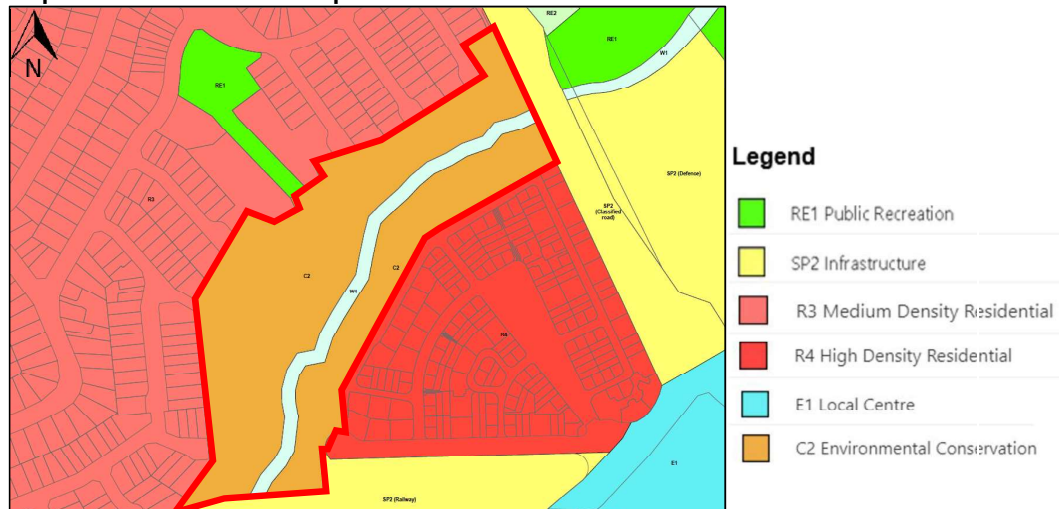 N
RE2
RE1
W1
RE1
R3
SP2 (Defence)
SP2
(Classified
road)
C2
C2
W1
R4
E1
SP2 (Railway)
Legend
RE1 Public Recreation
SP2 Infrastructure
R3 Medium Density Residential
R4 High Density Residential
E1 Local Centre
C2 Environmental Conservation